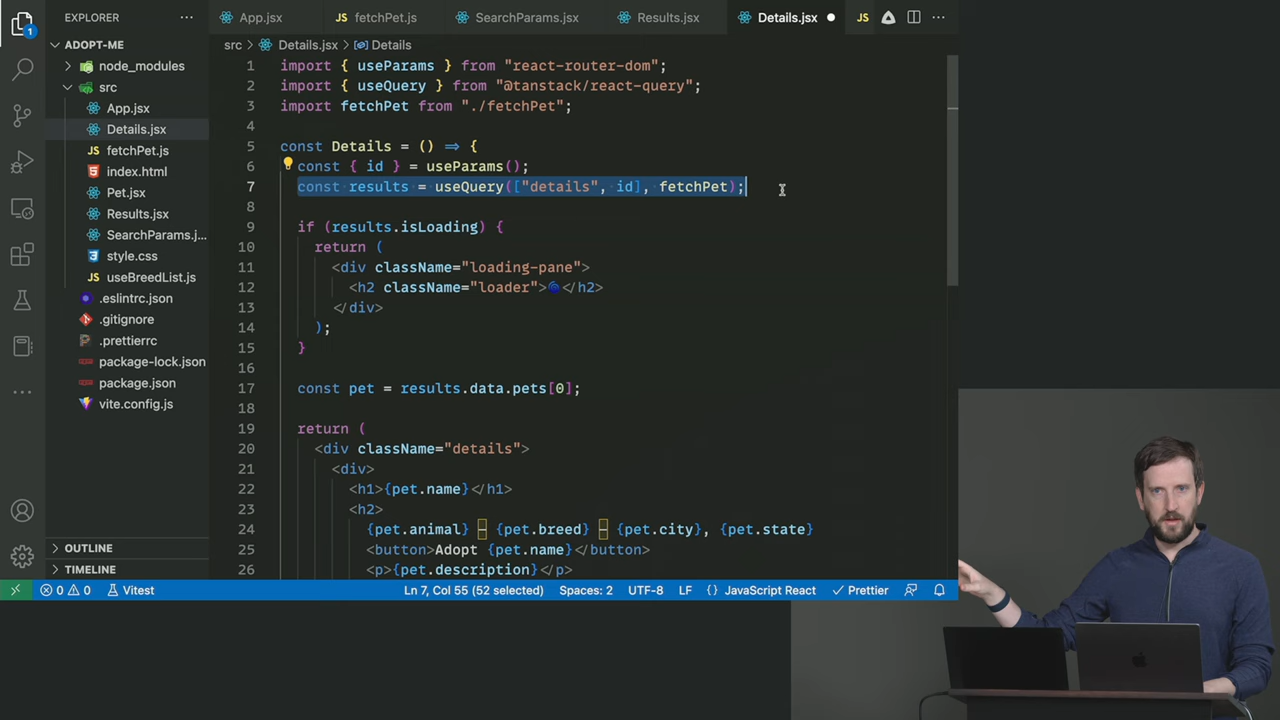 EXPLORER
App.jsx
fetchPet.js
SearchParams.jsx
Results.jsx
Details.jsx
JS
1
ADOPT-ME
node_modules
src
App.jsx
Details.jsx
JS fetchPet.js
index.html
Pet.jsx
Results.jsx
SearchParams.j...
style.css
JS useBreedList.js
.eslintrc.json
.gitignore
.prettierrc
package-lock.json
package.json
vite.config.js
OUTLINE
TIMELINE
src > Details.jsx > Details
1 import { useParams } from "react-router-dom";
2 import { useQuery } from "@tanstack/react-query";
3 import fetchPet from "./fetchPet";
4
5 const Details = () => {
6 const { id } = useParams();
7 const results = useQuery(["details", id], fetchPet);
8
9 if (results.isLoading) {
10 return (
11 <div className="loading-pane">
12 <h2 className="loader">🌀</h2>
13 </div>
14 );
15 }
16
17 const pet = results.data.pets[0];
18
19 return (
20 <div className="details">
21 <div>
22 <h1>{pet.name}</h1>
23 <h2>
24 {pet.animal} – {pet.breed} – {pet.city}, {pet.state}
25 <button>Adopt {pet.name}</button>
26 <p>{pet.description}</p>
0 0 Vitest Ln 7, Col 55 (52 selected) Spaces: 2 UTF-8 LF {} JavaScript React Prettier